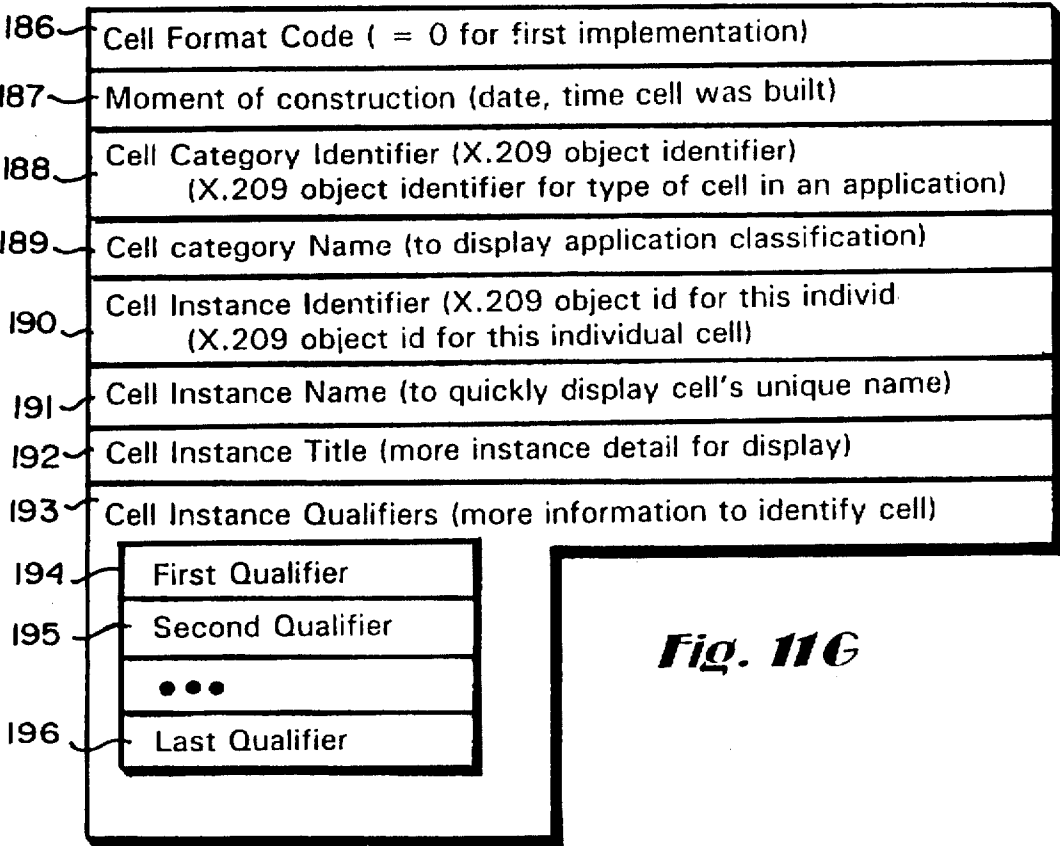 186 Cell Format Code ( = 0 for first implementation)
187 Moment of construction (date, time cell was built)
188 Cell Category Identifier (X.209 object identifier)
(X.209 object identifier for type of cell in an application)
189 Cell category Name (to display application classification)
190 Cell Instance Identifier (X.209 object id for this individ
(X.209 object id for this individual cell)
191 Cell Instance Name (to quickly display cell's unique name)
192 Cell Instance Title (more instance detail for display)
193 Cell Instance Qualifiers (more information to identify cell)
194 First Qualifier
195 Second Qualifier
•••
196 Last Qualifier
Fig. 11G